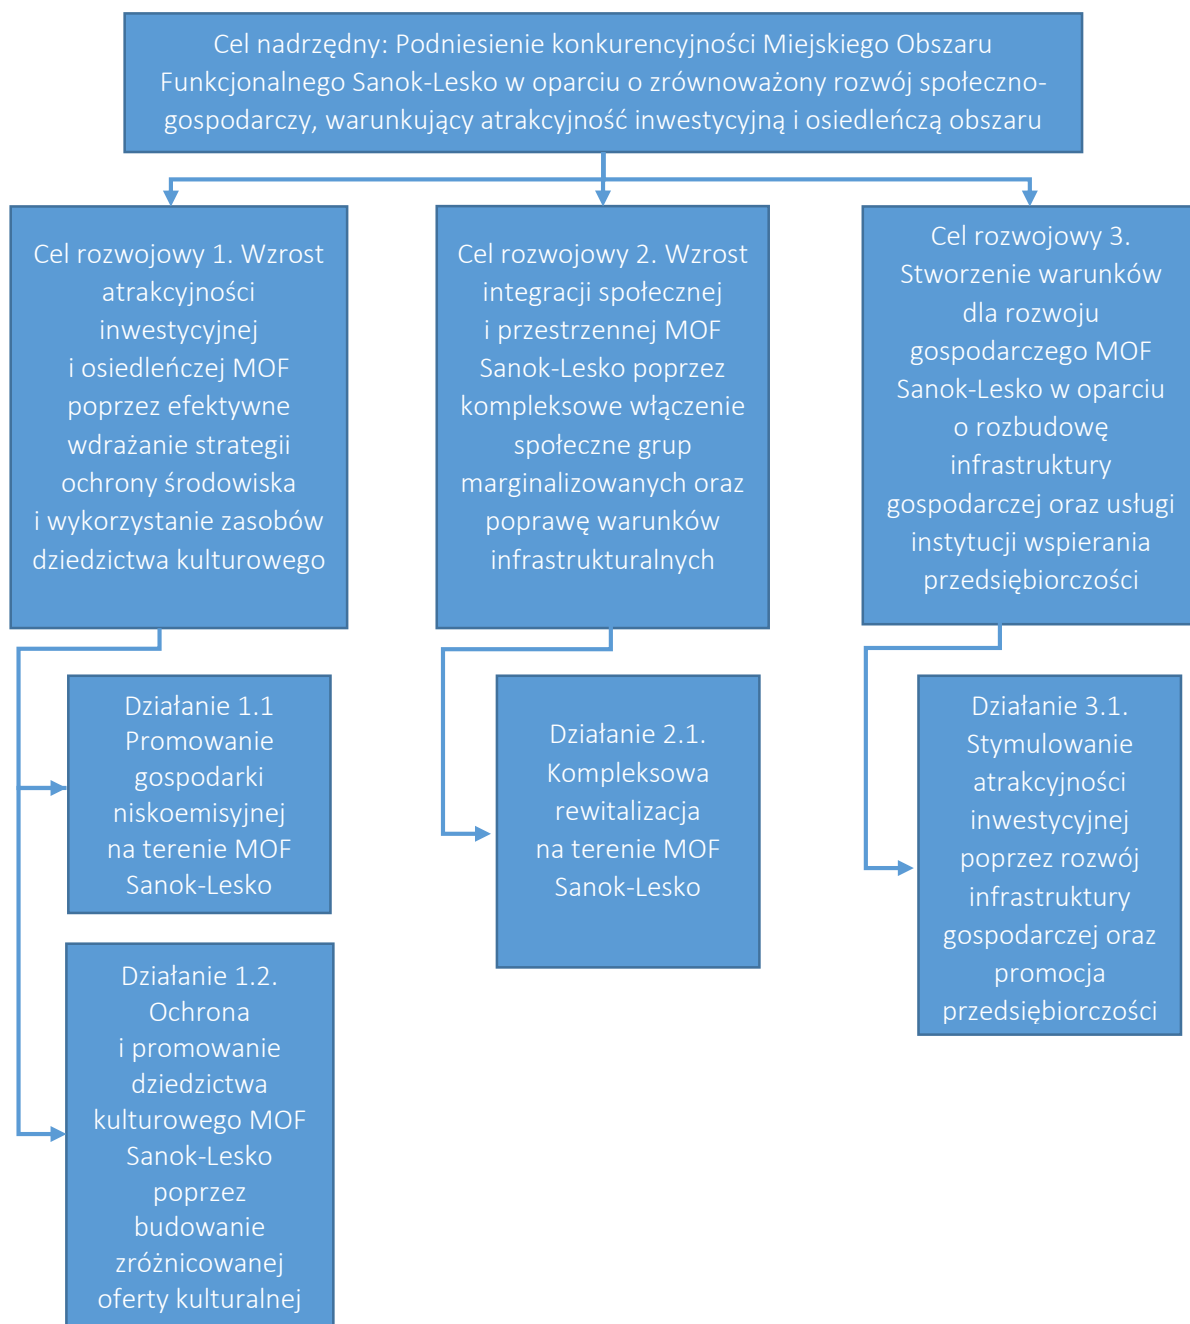 Cel nadrzędny: Podniesienie konkurencyjności Miejskiego Obszaru
Funkcjonalnego Sanok-Lesko w oparciu o zrównoważony rozwój społeczno-
gospodarczy, warunkujący atrakcyjność inwestycyjną i osiedleńczą obszaru
Cel rozwojowy 1. Wzrost
atrakcyjności
inwestycyjnej
i osiedleńczej MOF
poprzez efektywne
wdrażanie strategii
ochrony środowiska
i wykorzystanie zasobów
dziedzictwa kulturowego
Cel rozwojowy 2. Wzrost
integracji społecznej
i przestrzennej MOF
Sanok-Lesko poprzez
kompleksowe włączenie
społeczne grup
marginalizowanych oraz
poprawę warunków
infrastrukturalnych
Cel rozwojowy 3.
Stworzenie warunków
dla rozwoju
gospodarczego MOF
Sanok-Lesko w oparciu
o rozbudowę
infrastruktury
gospodarczej oraz usługi
instytucji wspierania
przedsiębiorczości
Działanie 1.1
Promowanie
gospodarki
niskoemisyjnej
na terenie MOF
Sanok-Lesko
Działanie 1.2.
Ochrona
i promowanie
dziedzictwa
kulturowego MOF
Sanok-Lesko
poprzez
budowanie
zróżnicowanej
oferty kulturalnej
Działanie 2.1.
Kompleksowa
rewitalizacja
na terenie MOF
Sanok-Lesko
Działanie 3.1.
Stymulowanie
atrakcyjności
inwestycyjnej
poprzez rozwój
infrastruktury
gospodarczej oraz
promocja
przedsiębiorczości